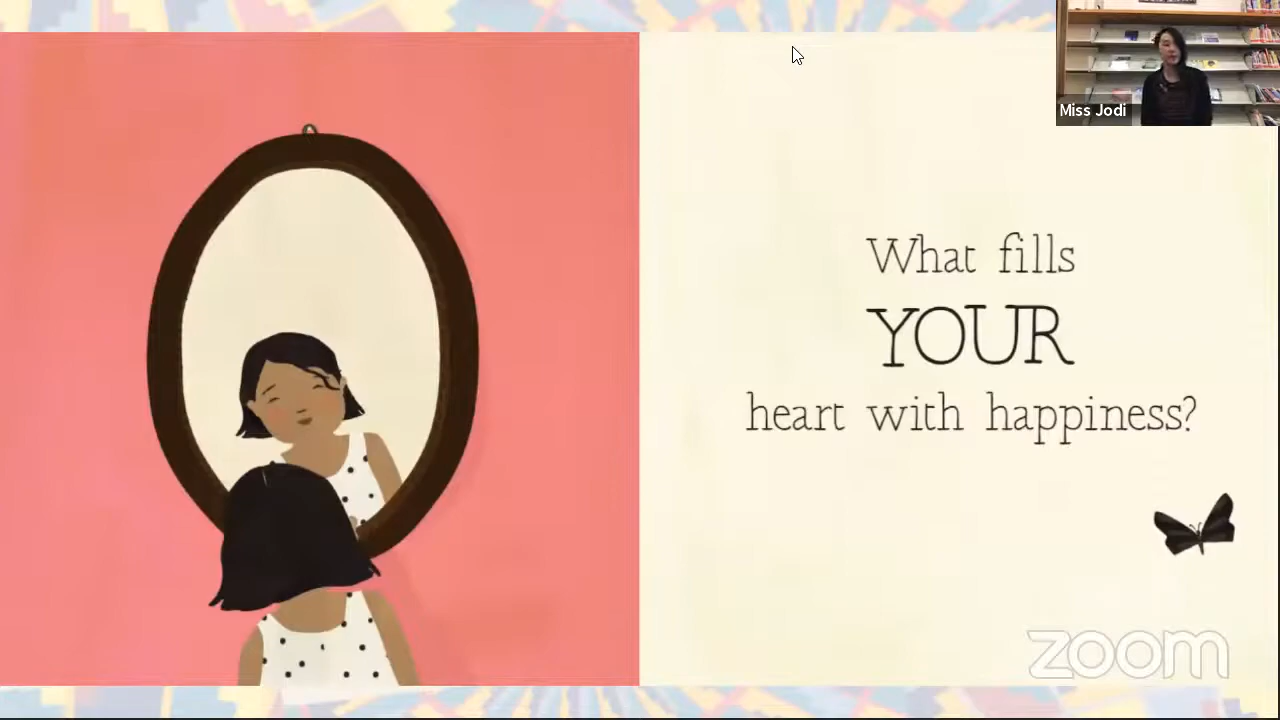 Miss Jodi
What fills
YOUR
heart with happiness?
zoom